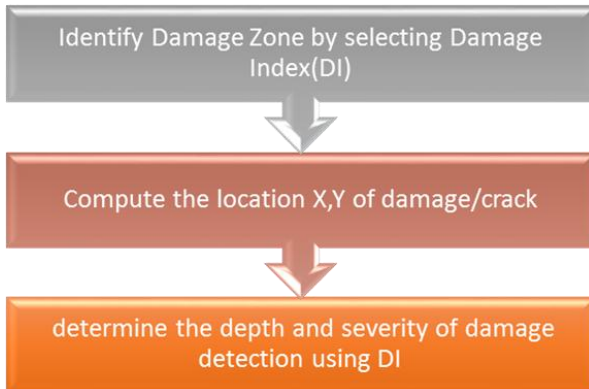 Identify Damage Zone by selecting Damage
Index(DI)
Compute the location X,Y of damage/crack
determine the depth and severity of damage
detection using DI